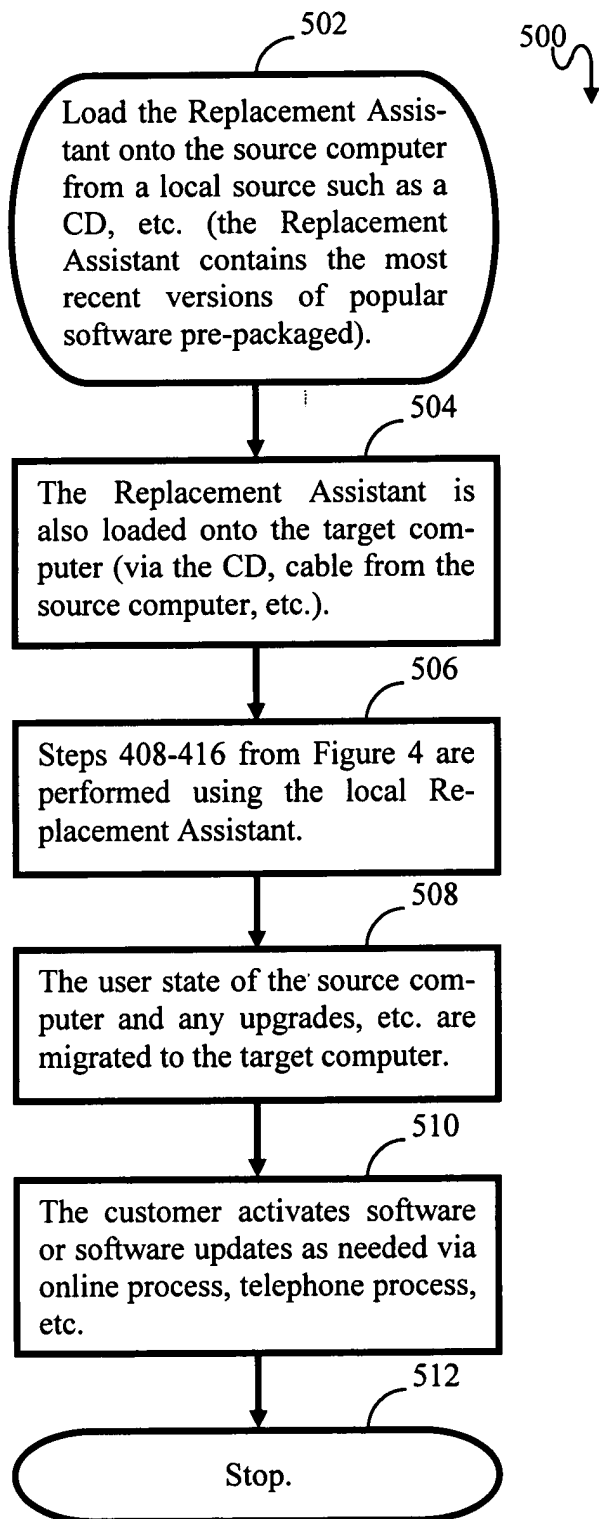 502
500
Load the Replacement Assis-
tant onto the source computer
from a local source such as a
CD, etc. (the Replacement
Assistant contains the most
recent versions of popular
software pre-packaged).
504
The Replacement Assistant is
also loaded onto the target com-
puter (via the CD, cable from the
source computer, etc.).
506
Steps 408-416 from Figure 4 are
performed using the local Re-
placement Assistant.
508
The user state of the source com-
puter and any upgrades, etc. are
migrated to the target computer.
510
The customer activates software
or software updates as needed via
online process, telephone process,
etc.
512
Stop.